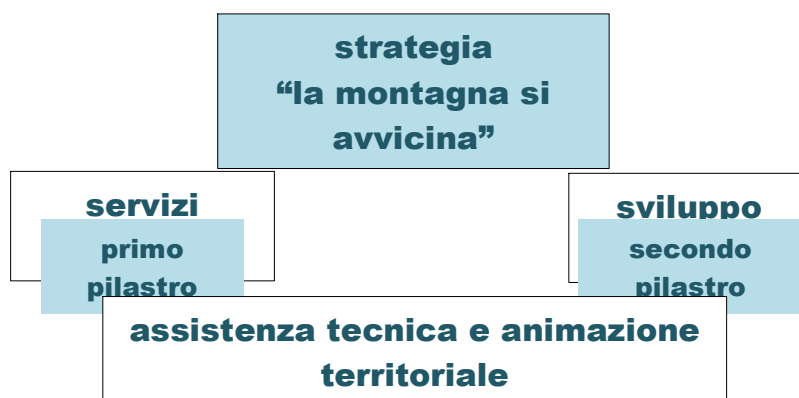 strategia
“la montagna si
avvicina”
servizi
sviluppo
primo
pilastro
secondo
pilastro
assistenza tecnica e animazione
territoriale